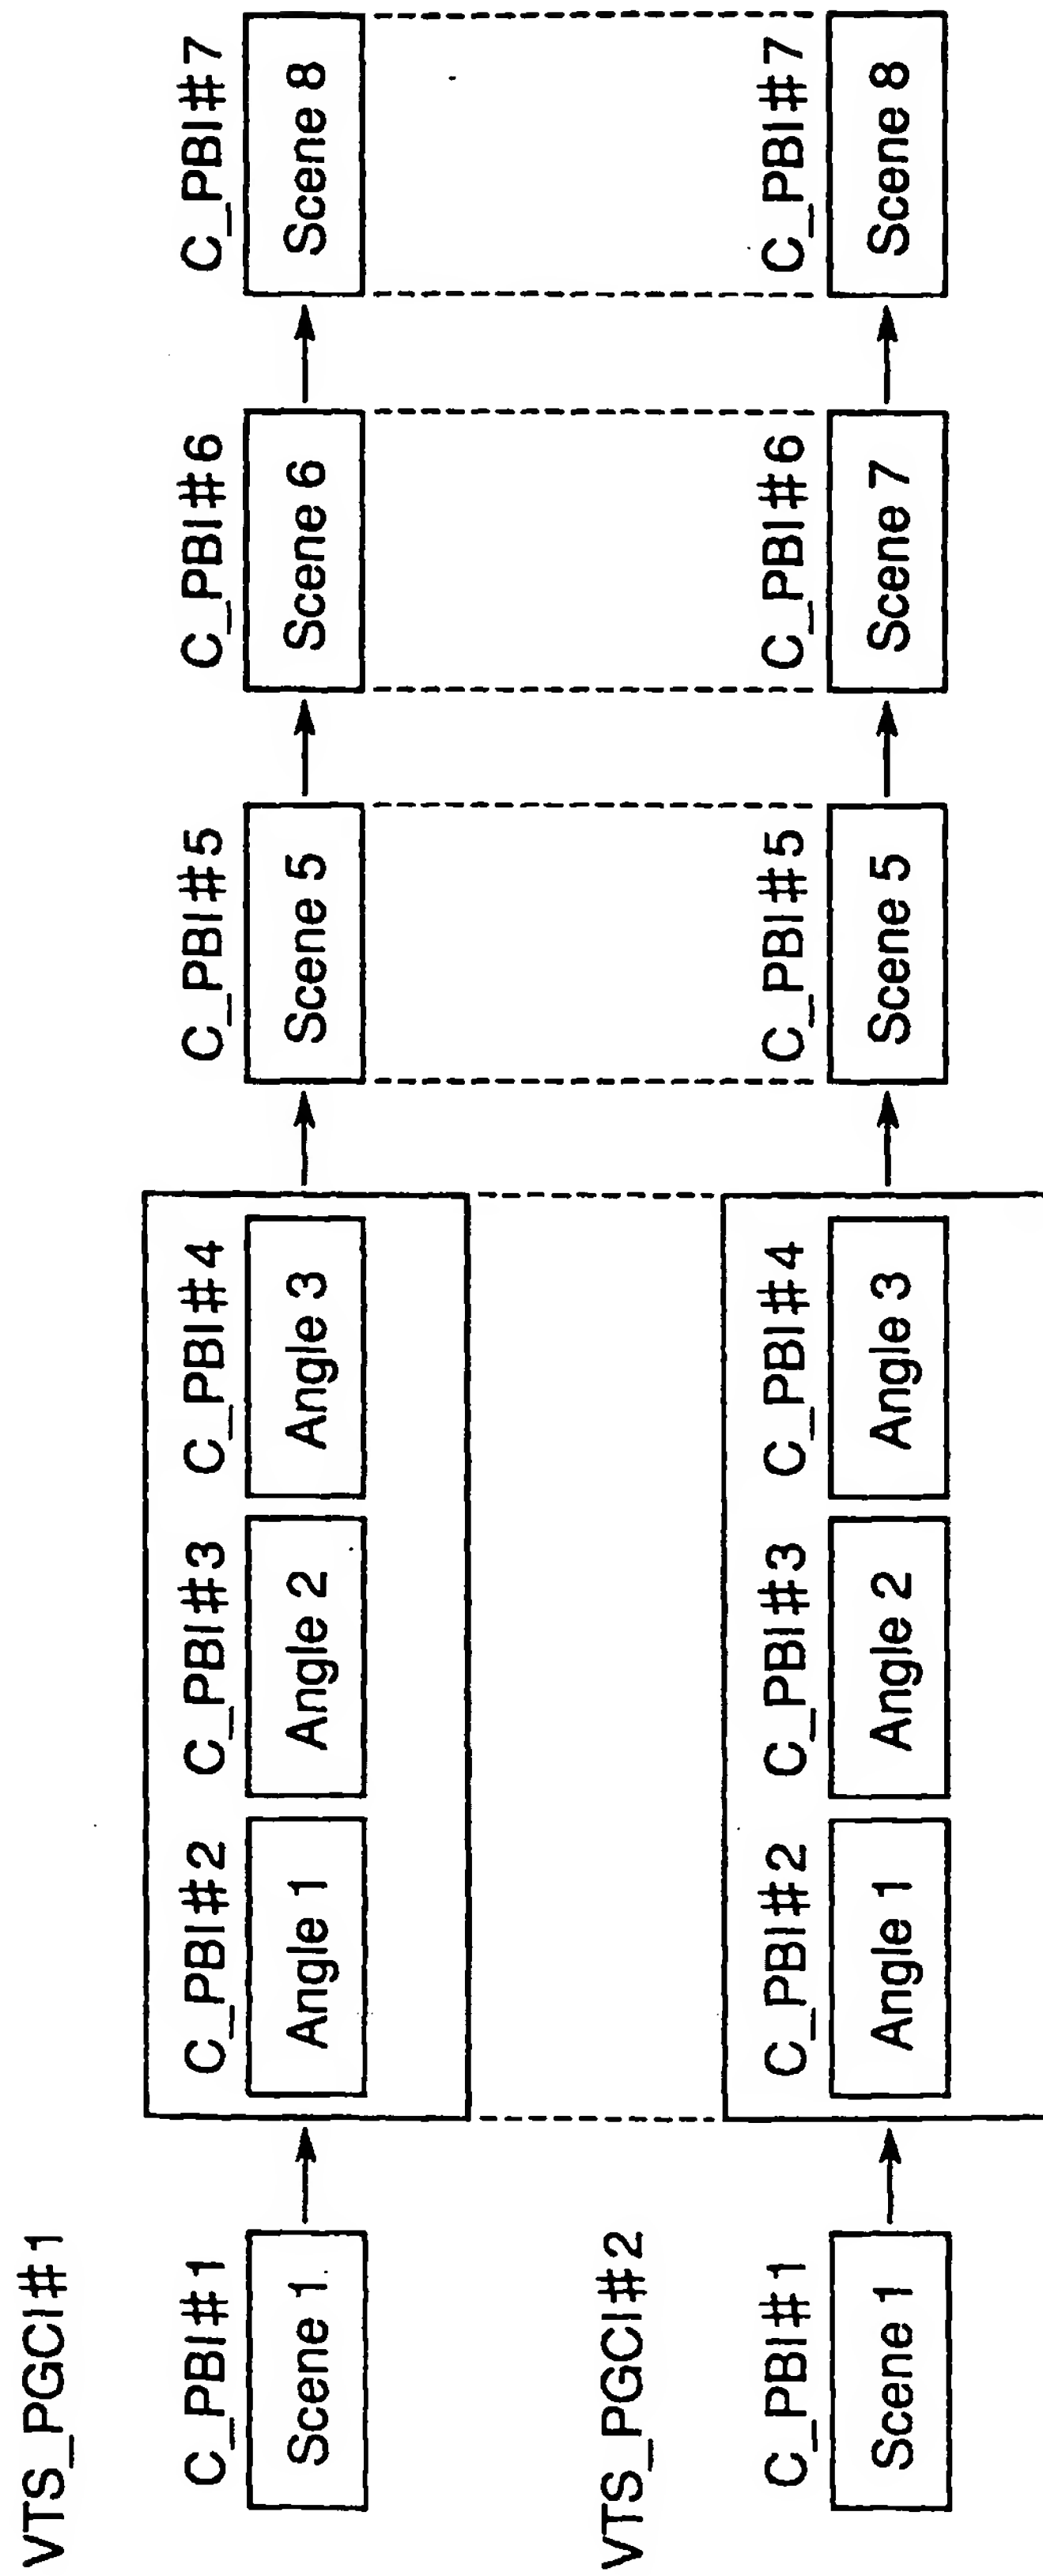 VTS_PGCI#1
C_PBI#1
Scene 1
C_PBI#2
Angle 1
C_PBI#3
Angle 2
C_PBI#4
Angle 3
C_PBI#5
Scene 5
C_PBI#6
Scene 6
C_PBI#7
Scene 8
VTS_PGCI#2
C_PBI#1
Scene 1
C_PBI#2
Angle 1
C_PBI#3
Angle 2
C_PBI#4
Angle 3
C_PBI#5
Scene 5
C_PBI#6
Scene 7
C_PBI#7
Scene 8